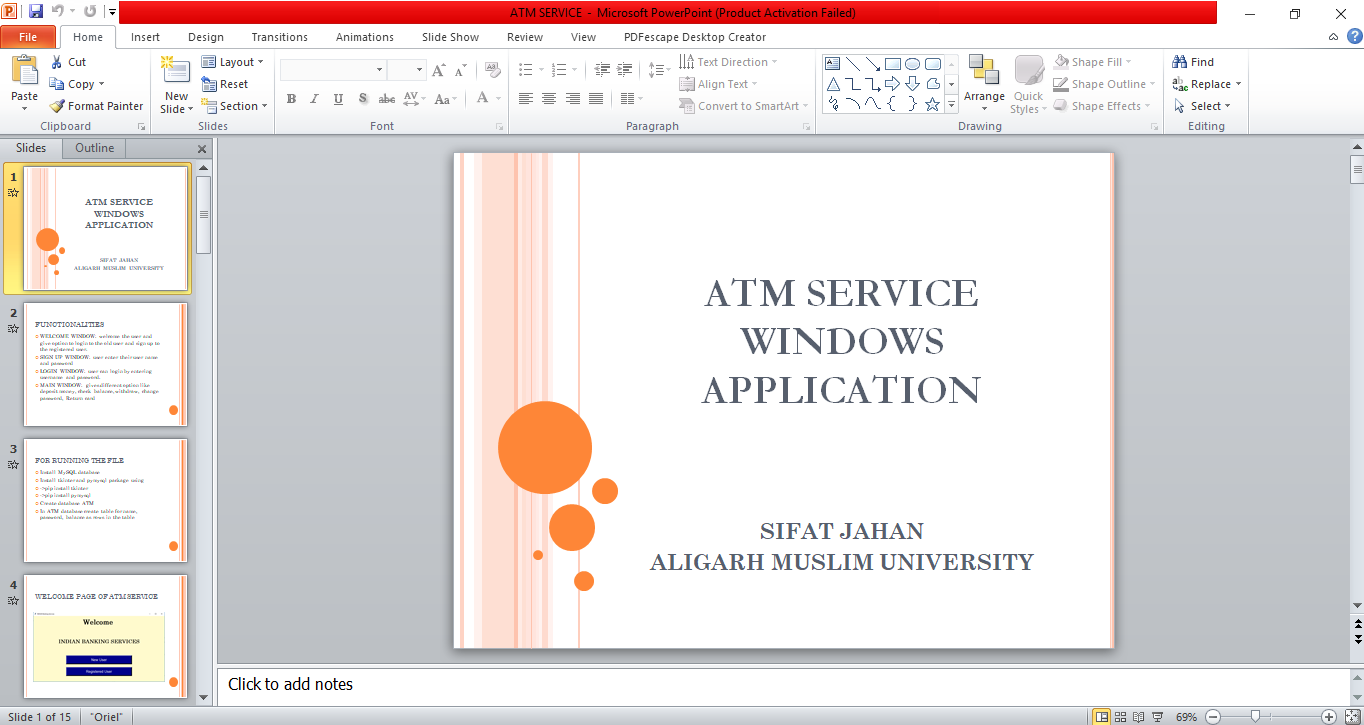 ATM SERVICE - Microsoft PowerPoint (Product Activation Failed)
File Home Insert Design Transitions Animations Slide Show Review View PDFescape Desktop Creator
Paste
Cut
Copy
Format Painter
Clipboard
New
Slide
Layout
Reset
Section
Slides
B I U S abc AV Aa A
Font
Text Direction
Align Text
Convert to SmartArt
Paragraph
Arrange
Quick
Styles
Shape Fill
Shape Outline
Shape Effects
Drawing
Find
Replace
Select
Editing
Slides Outline
1
ATM SERVICE
WINDOWS
APPLICATION
SIFAT JAHAN
ALIGARH MUSLIM UNIVERSITY
2
FUNCTIONALITIES
WELCOME WINDOW: welcome the user and
give option to login to the old user and sign up to
the registered user.
SIGN UP WINDOW: user enter their user name
and password
LOGIN WINDOW: user can login by entering
username and password.
MAIN WINDOW: gives different option like
deposit money, check balance, withdraw, change
password, Return card
3
FOR RUNNING THE FILE
Install MySQL database
Install tkinter and pymysql package using
->pip install tkinter
->pip install pymysql
Create database ATM
In ATM database create table for name,
password, balance as rows in the table
4
WELCOME PAGE OF ATM SERVICE
Welcome
INDIAN BANKING SERVICES
New User
Registered User
ATM SERVICE
WINDOWS
APPLICATION
SIFAT JAHAN
ALIGARH MUSLIM UNIVERSITY
Click to add notes
Slide 1 of 15 "Oriel" 69%